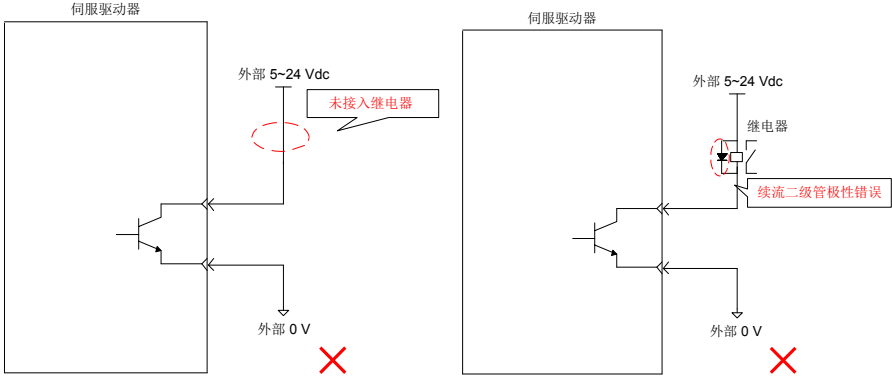 伺服驱动器
外部 5~24 Vdc
未接入继电器
外部 0 V
伺服驱动器
外部 5~24 Vdc
继电器
续流二级管极性错误
外部 0 V